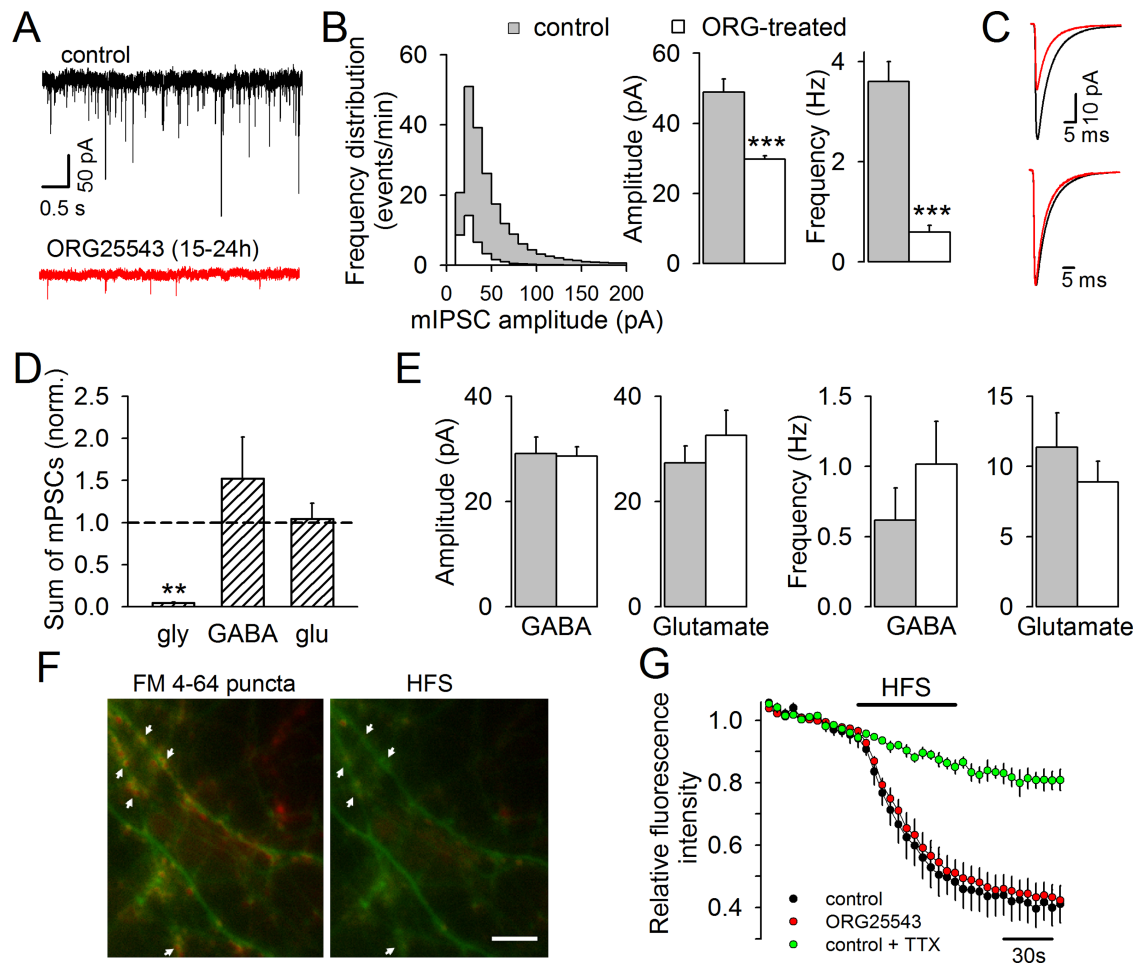 A
control
50 pA
0.5 s
ORG25543 (15-24h)
B
control
ORG-treated
Frequency distribution
(events/min)
60
40
20
0
0 50 100 150 200
mIPSC amplitude (pA)
Amplitude (pA)
60
40
20
0
***
Frequency (Hz)
4
2
0
***
C
10 pA
5 ms
5 ms
D
Sum of mPSCs (norm.)
2.5
2.0
1.5
1.0
0.5
0.0
**
gly GABA glu
E
Amplitude (pA)
40
20
0
GABA
40
20
0
Glutamate
Frequency (Hz)
1.5
1.0
0.5
0.0
GABA
15
10
5
0
Glutamate
F
FM 4-64 puncta
HFS
G
HFS
Relative fluorescence
intensity
1.0
0.8
0.6
0.4
control
ORG25543
control + TTX
30s